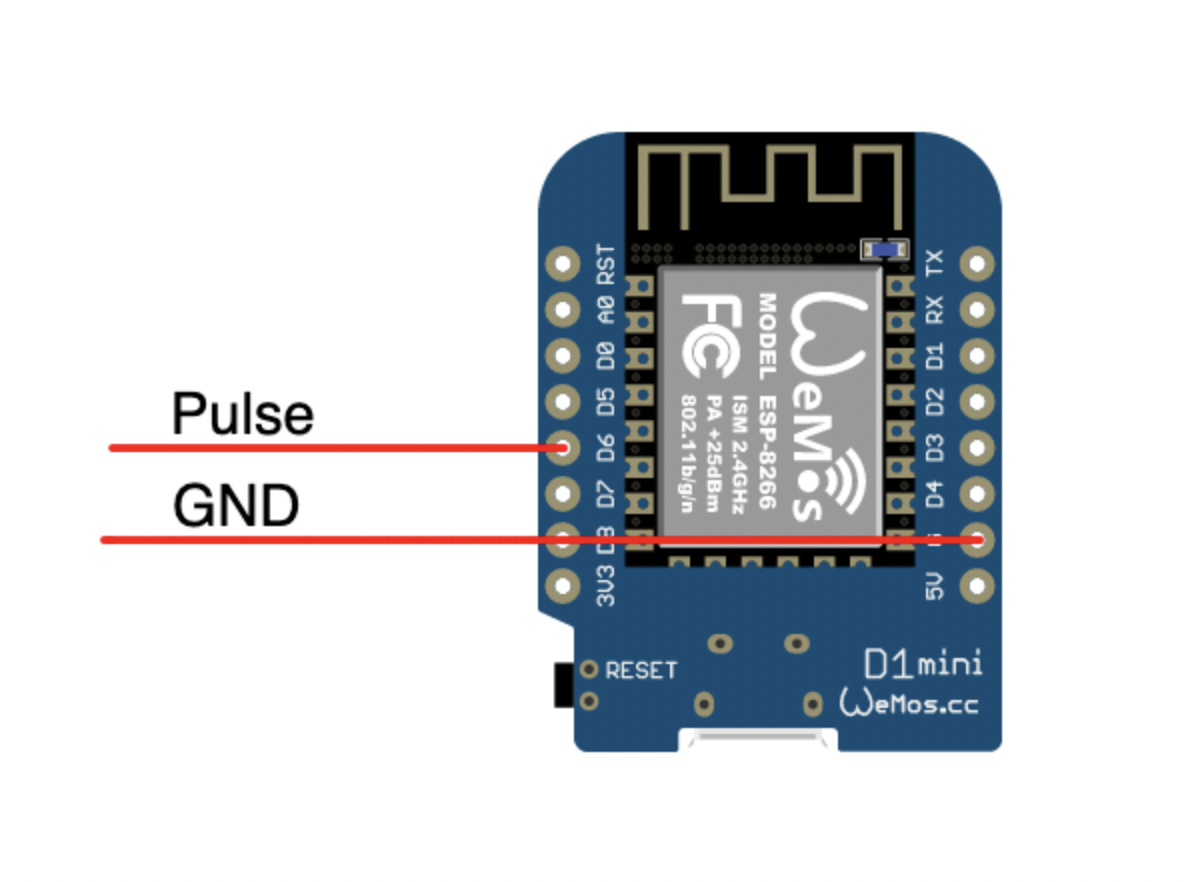 Pulse
GND
RST
A0
D0
D5
D6
D7
3V3
TX
RX
D1
D2
D3
D4
5V
WeMos
MODEL ESP-8266
ISM 2.4GHz
PA +25dBm
802.11b/g/n
FC
RESET
D1 mini
WeMos.cc